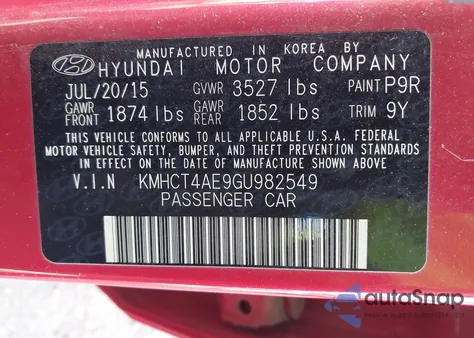 MANUFACTURED IN KOREA BY
HYUNDAI MOTOR COMPANY
JUL/20/15 GVWR 3527 lbs PAINT P9R
GAWR FRONT 1874 lbs GAWR REAR 1852 lbs TRIM 9Y
THIS VEHICLE CONFORMS TO ALL APPLICABLE U.S.A. FEDERAL
MOTOR VEHICLE SAFETY, BUMPER, AND THEFT PREVENTION STANDARDS
IN EFFECT ON THE DATE OF MANUFACTURE SHOWN ABOVE
V.I.N KMHCT4AE9GU982549
PASSENGER CAR
autoSnap